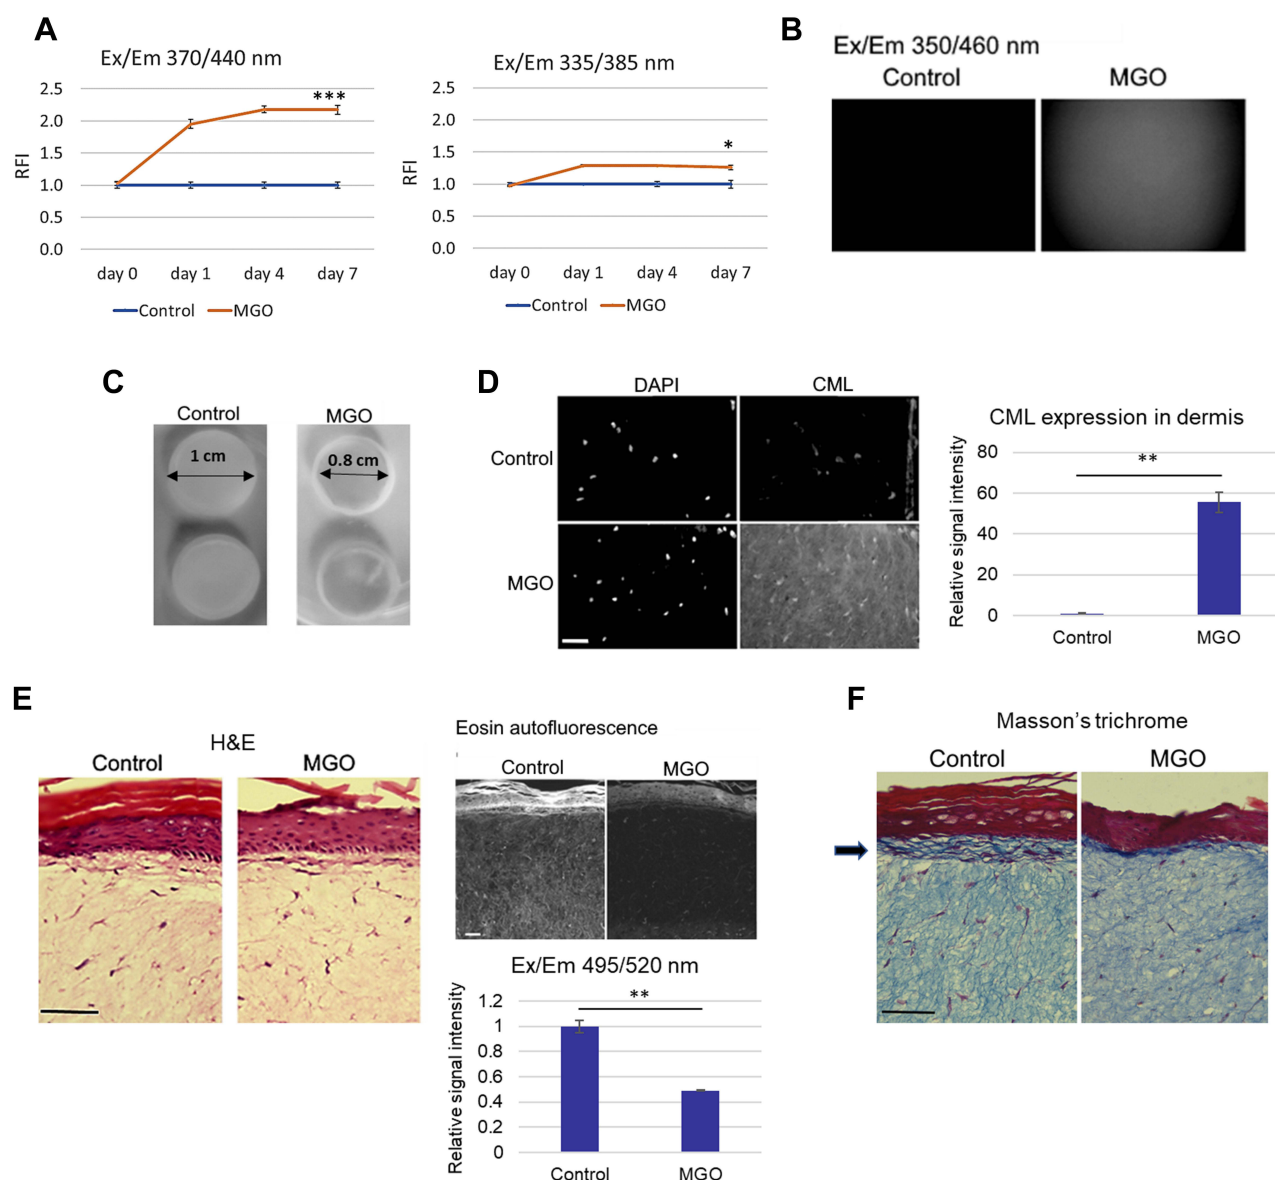 A
Ex/Em 370/440 nm
2.5
2.0
1.5
1.0
0.5
0.0
RFI
***
day 0 day 1 day 4 day 7
Control MGO
Ex/Em 335/385 nm
2.5
2.0
1.5
1.0
0.5
0.0
RFI
*
day 0 day 1 day 4 day 7
Control MGO
B
Ex/Em 350/460 nm
Control MGO
C
Control MGO
1 cm 0.8 cm
D
DAPI CML
Control
MGO
CML expression in dermis
Relative signal intensity
80
60
40
20
0
**
Control MGO
E
H&E
Control MGO
Eosin autofluorescence
Control MGO
Ex/Em 495/520 nm
Relative signal intensity
1.2
1
0.8
0.6
0.4
0.2
0
**
Control MGO
F
Masson's trichrome
Control MGO